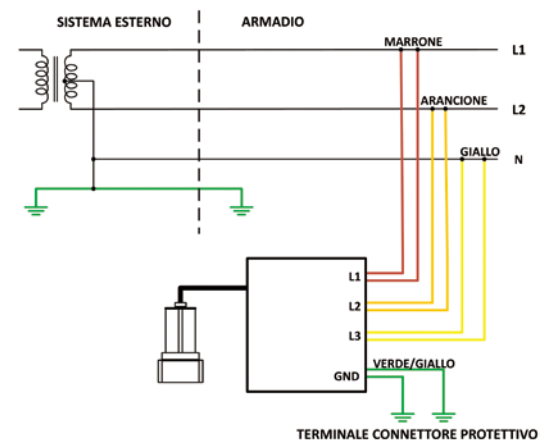 SISTEMA ESTERNO
ARMADIO
MARRONE
L1
ARANCIONE
L2
GIALLO
N
L1
L2
L3
VERDE/GIALLO
GND
TERMINALE CONNETTORE PROTETTIVO